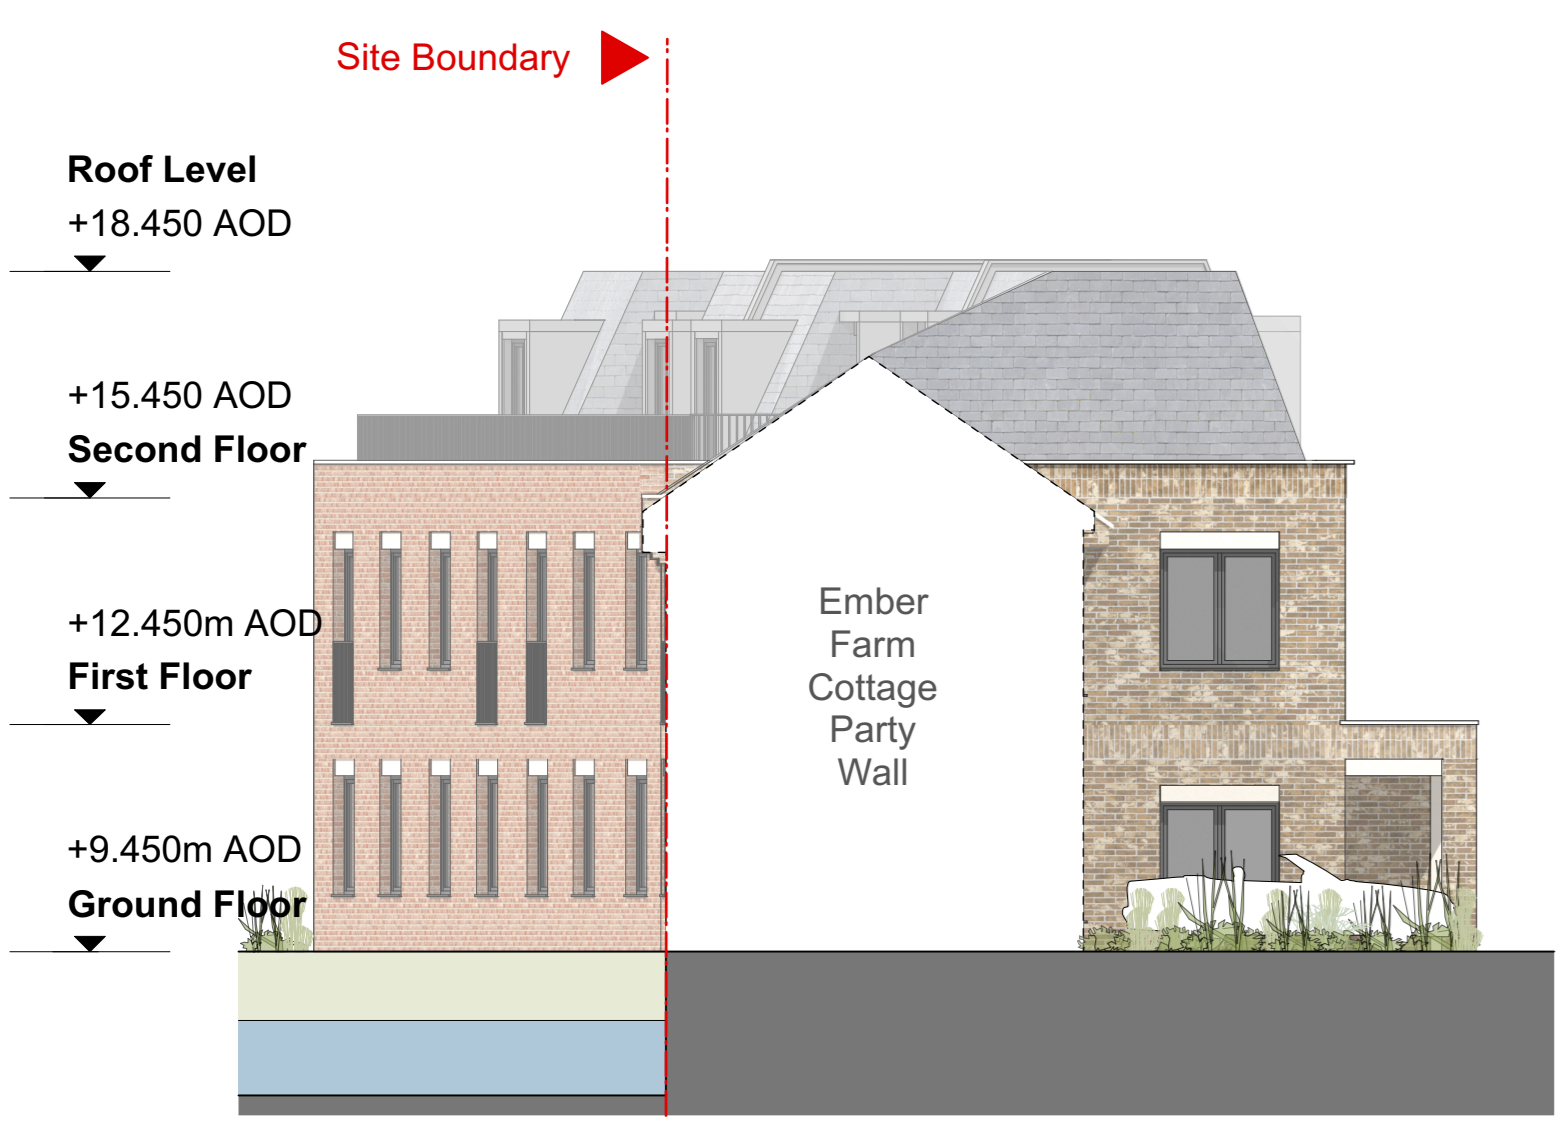 Site Boundary
Roof Level
+18.450 AOD
+15.450 AOD
Second Floor
+12.450m AOD
First Floor
+9.450m AOD
Ground Floor
Ember
Farm
Cottage
Party
Wall